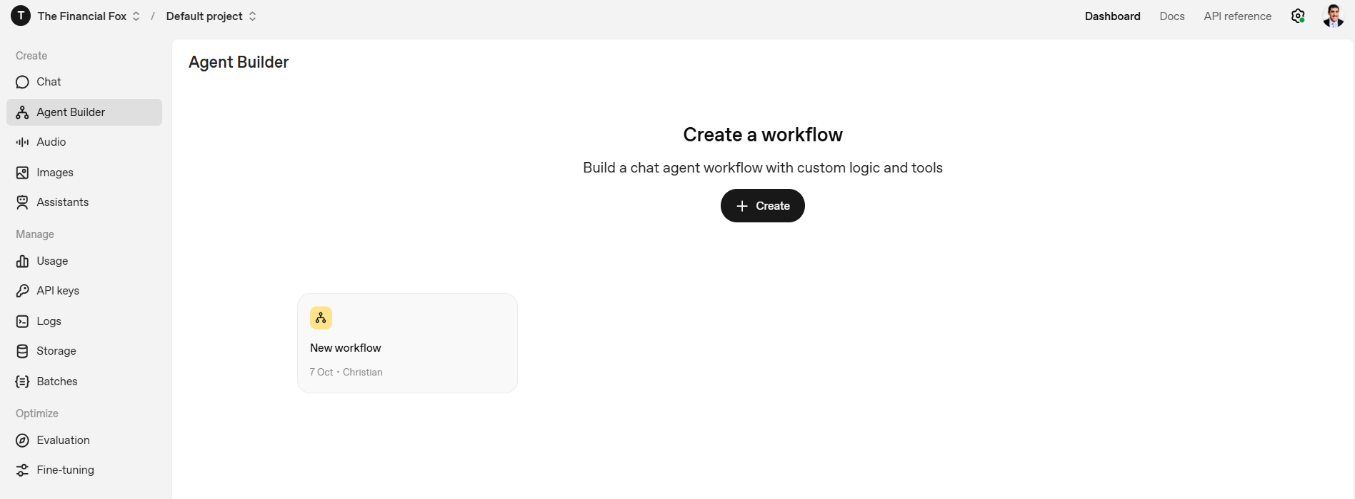 T The Financial Fox / Default project
Dashboard Docs API reference
Create
Chat
Agent Builder
Audio
Images
Assistants
Manage
Usage
API keys
Logs
Storage
Batches
Optimize
Evaluation
Fine-tuning
Agent Builder
Create a workflow
Build a chat agent workflow with custom logic and tools
+ Create
New workflow
7 Oct • Christian